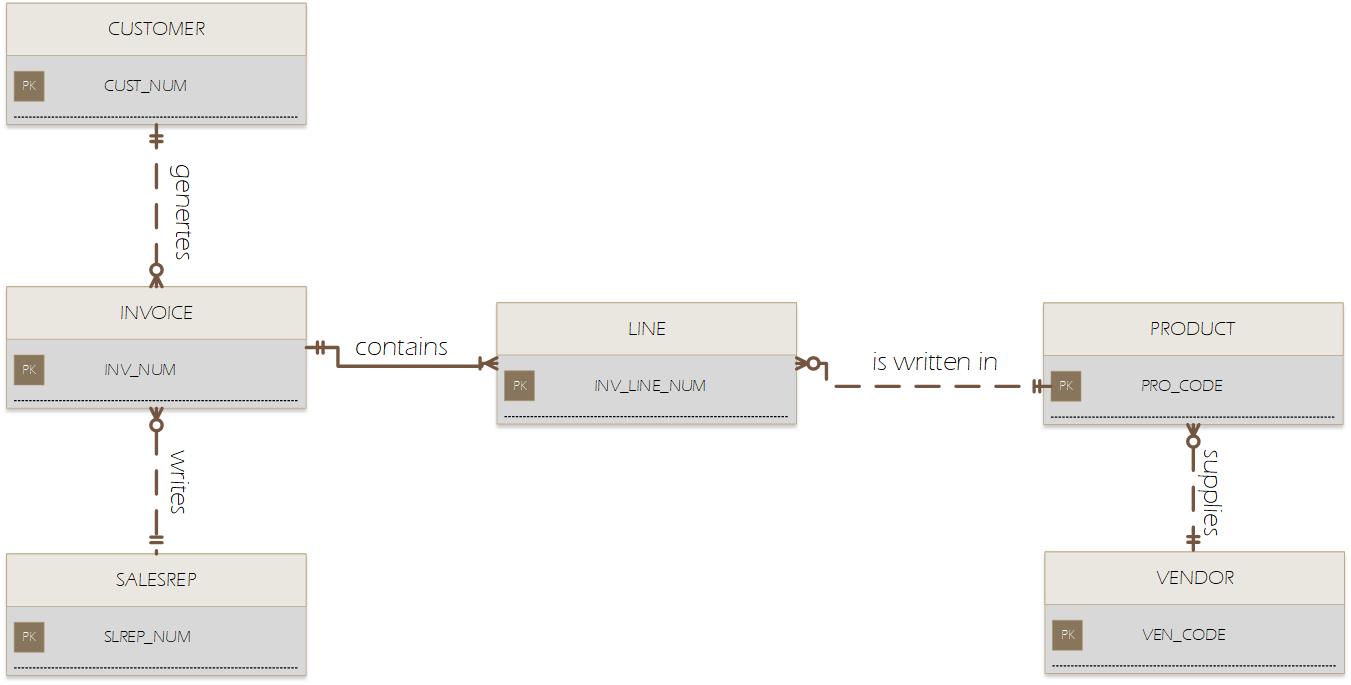 CUSTOMER
PK CUST_NUM
genertes
INVOICE
PK INV_NUM
contains
LINE
PK INV_LINE_NUM
is written in
PRODUCT
PK PRO_CODE
writes
supplies
SALESREP
PK SLREP_NUM
VENDOR
PK VEN_CODE